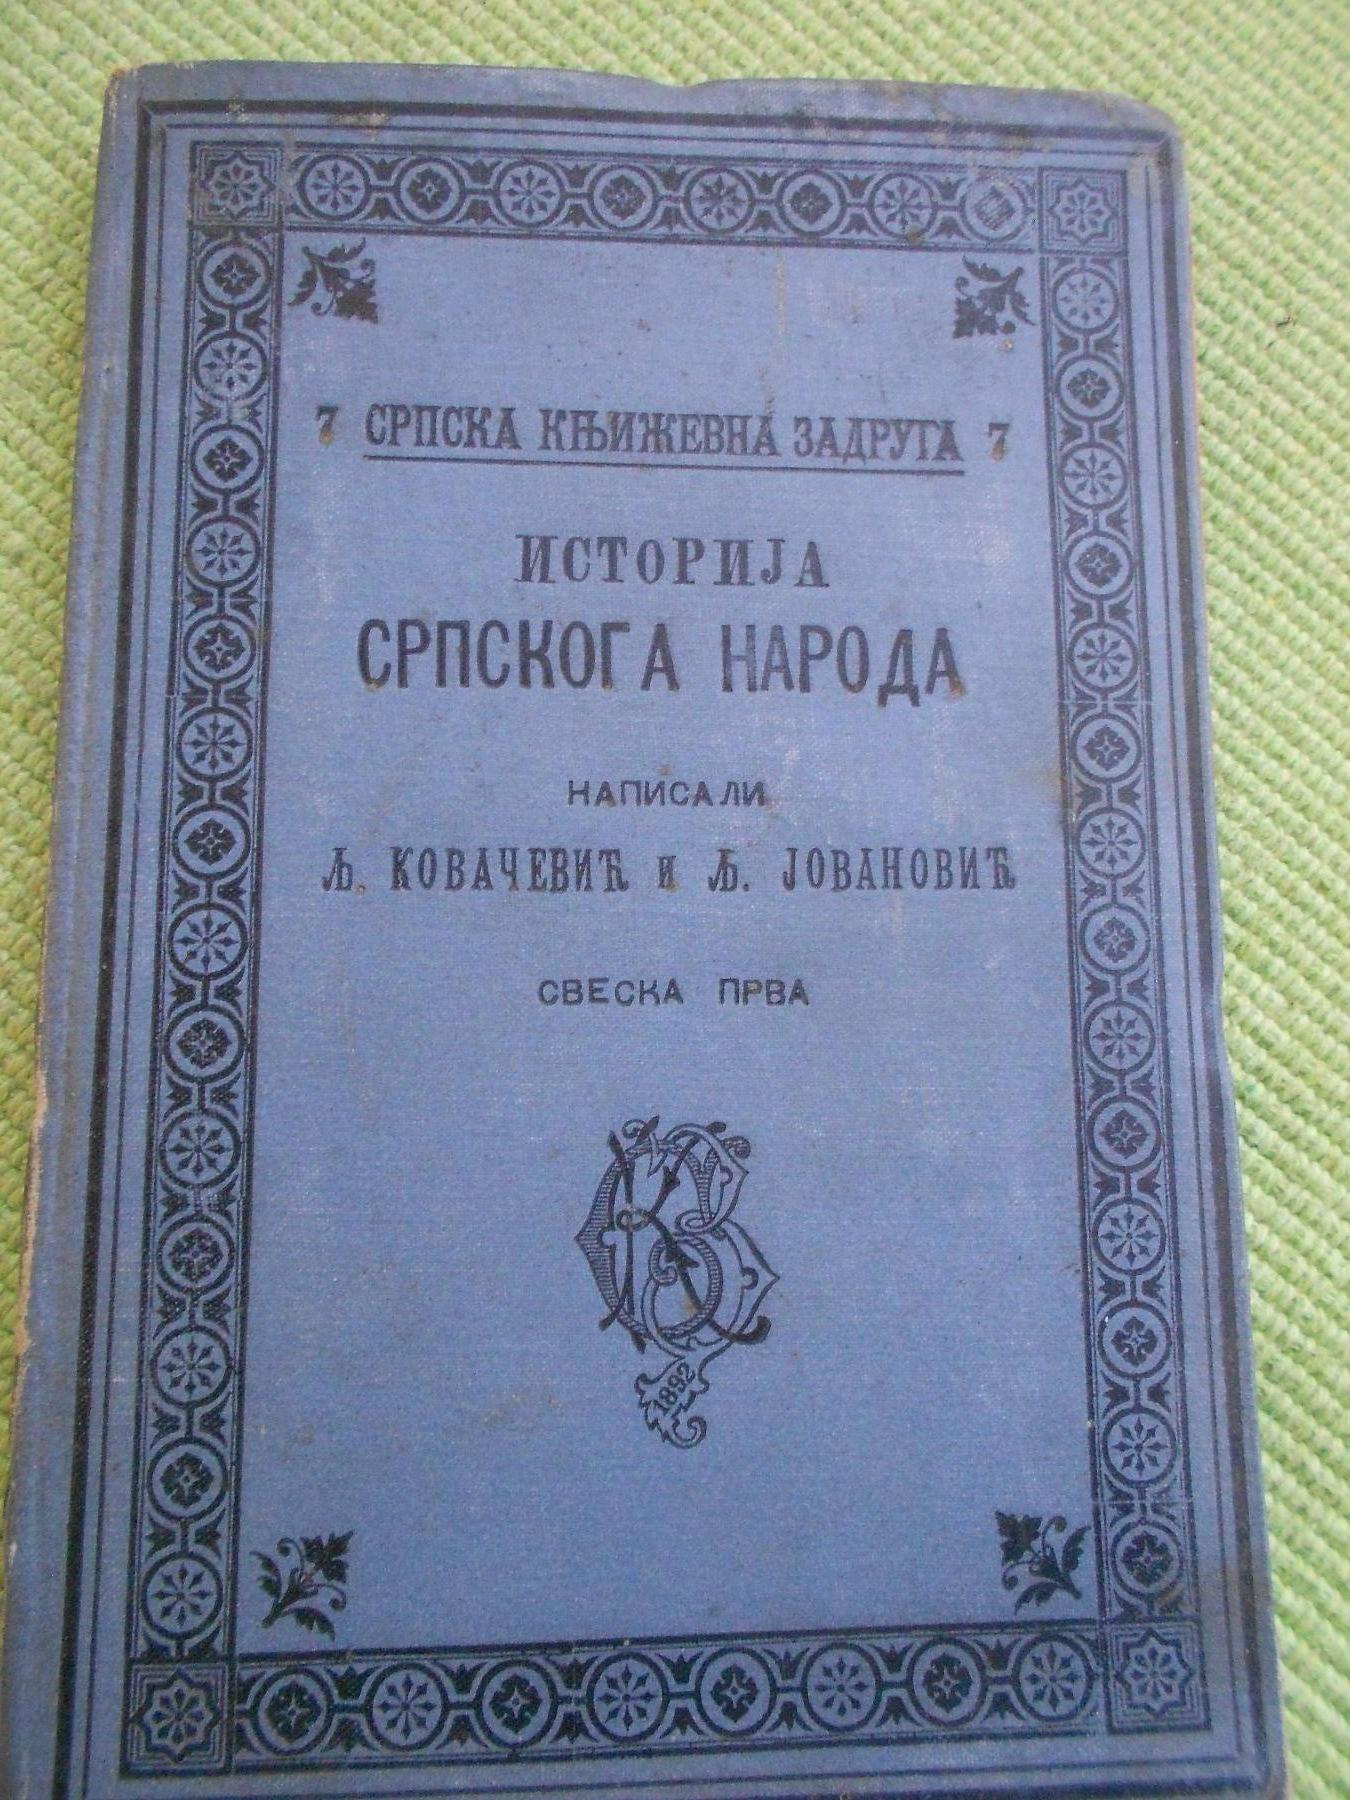 7 СРПСКА КЊИЖЕВНА ЗАДРУГА 7
ИСТОРИЈА
СРПСКОГА НАРОДА
НАПИСАЛИ
Љ. КОВАЧЕВИЋ И Љ. ЈОВАНОВИЋ
СВЕСКА ПРВА
1892